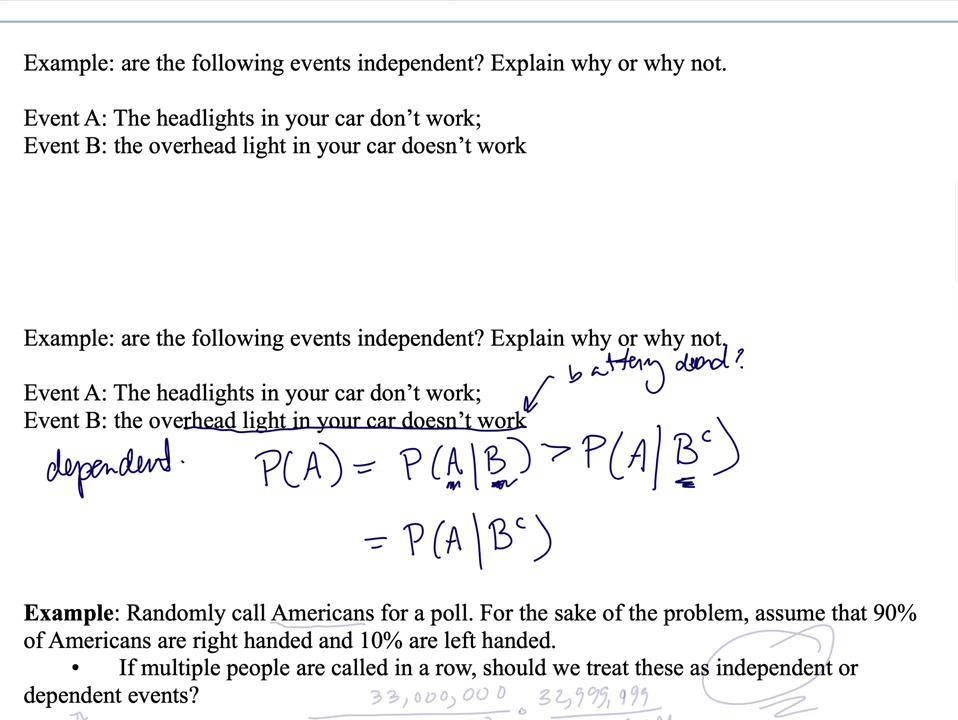 Example: are the following events independent? Explain why or why not.
Event A: The headlights in your car don’t work;
Event B: the overhead light in your car doesn’t work
Example: are the following events independent? Explain why or why not.
battery dead?
Event A: The headlights in your car don’t work;
Event B: the overhead light in your car doesn’t work
dependent. P(A) = P(A|B) > P(A|Bᶜ)
= P(A|Bᶜ)
Example: Randomly call Americans for a poll. For the sake of the problem, assume that 90%
of Americans are right handed and 10% are left handed.
• If multiple people are called in a row, should we treat these as independent or
dependent events?
33,000,000 . 32,999,999